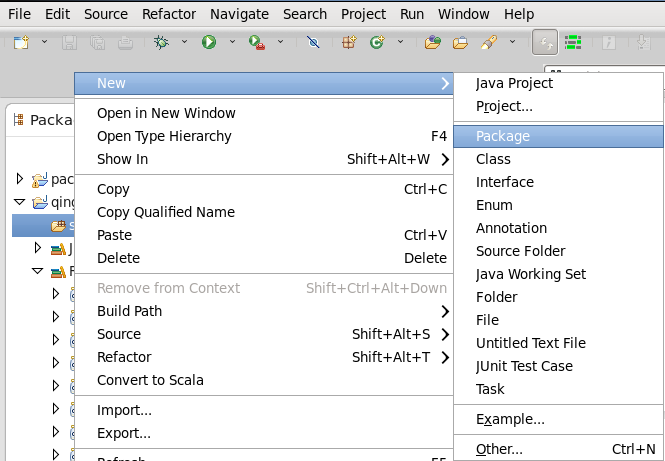 File Edit Source Refactor Navigate Search Project Run Window Help
New
Open in New Window
Open Type Hierarchy F4
Show In Shift+Alt+W
Copy Ctrl+C
Copy Qualified Name
Paste Ctrl+V
Delete Delete
Remove from Context Shift+Ctrl+Alt+Down
Build Path
Source Shift+Alt+S
Refactor Shift+Alt+T
Convert to Scala
Import...
Export...
Refresh F5
Java Project
Project...
Package
Class
Interface
Enum
Annotation
Source Folder
Java Working Set
Folder
File
Untitled Text File
JUnit Test Case
Task
Example...
Other... Ctrl+N